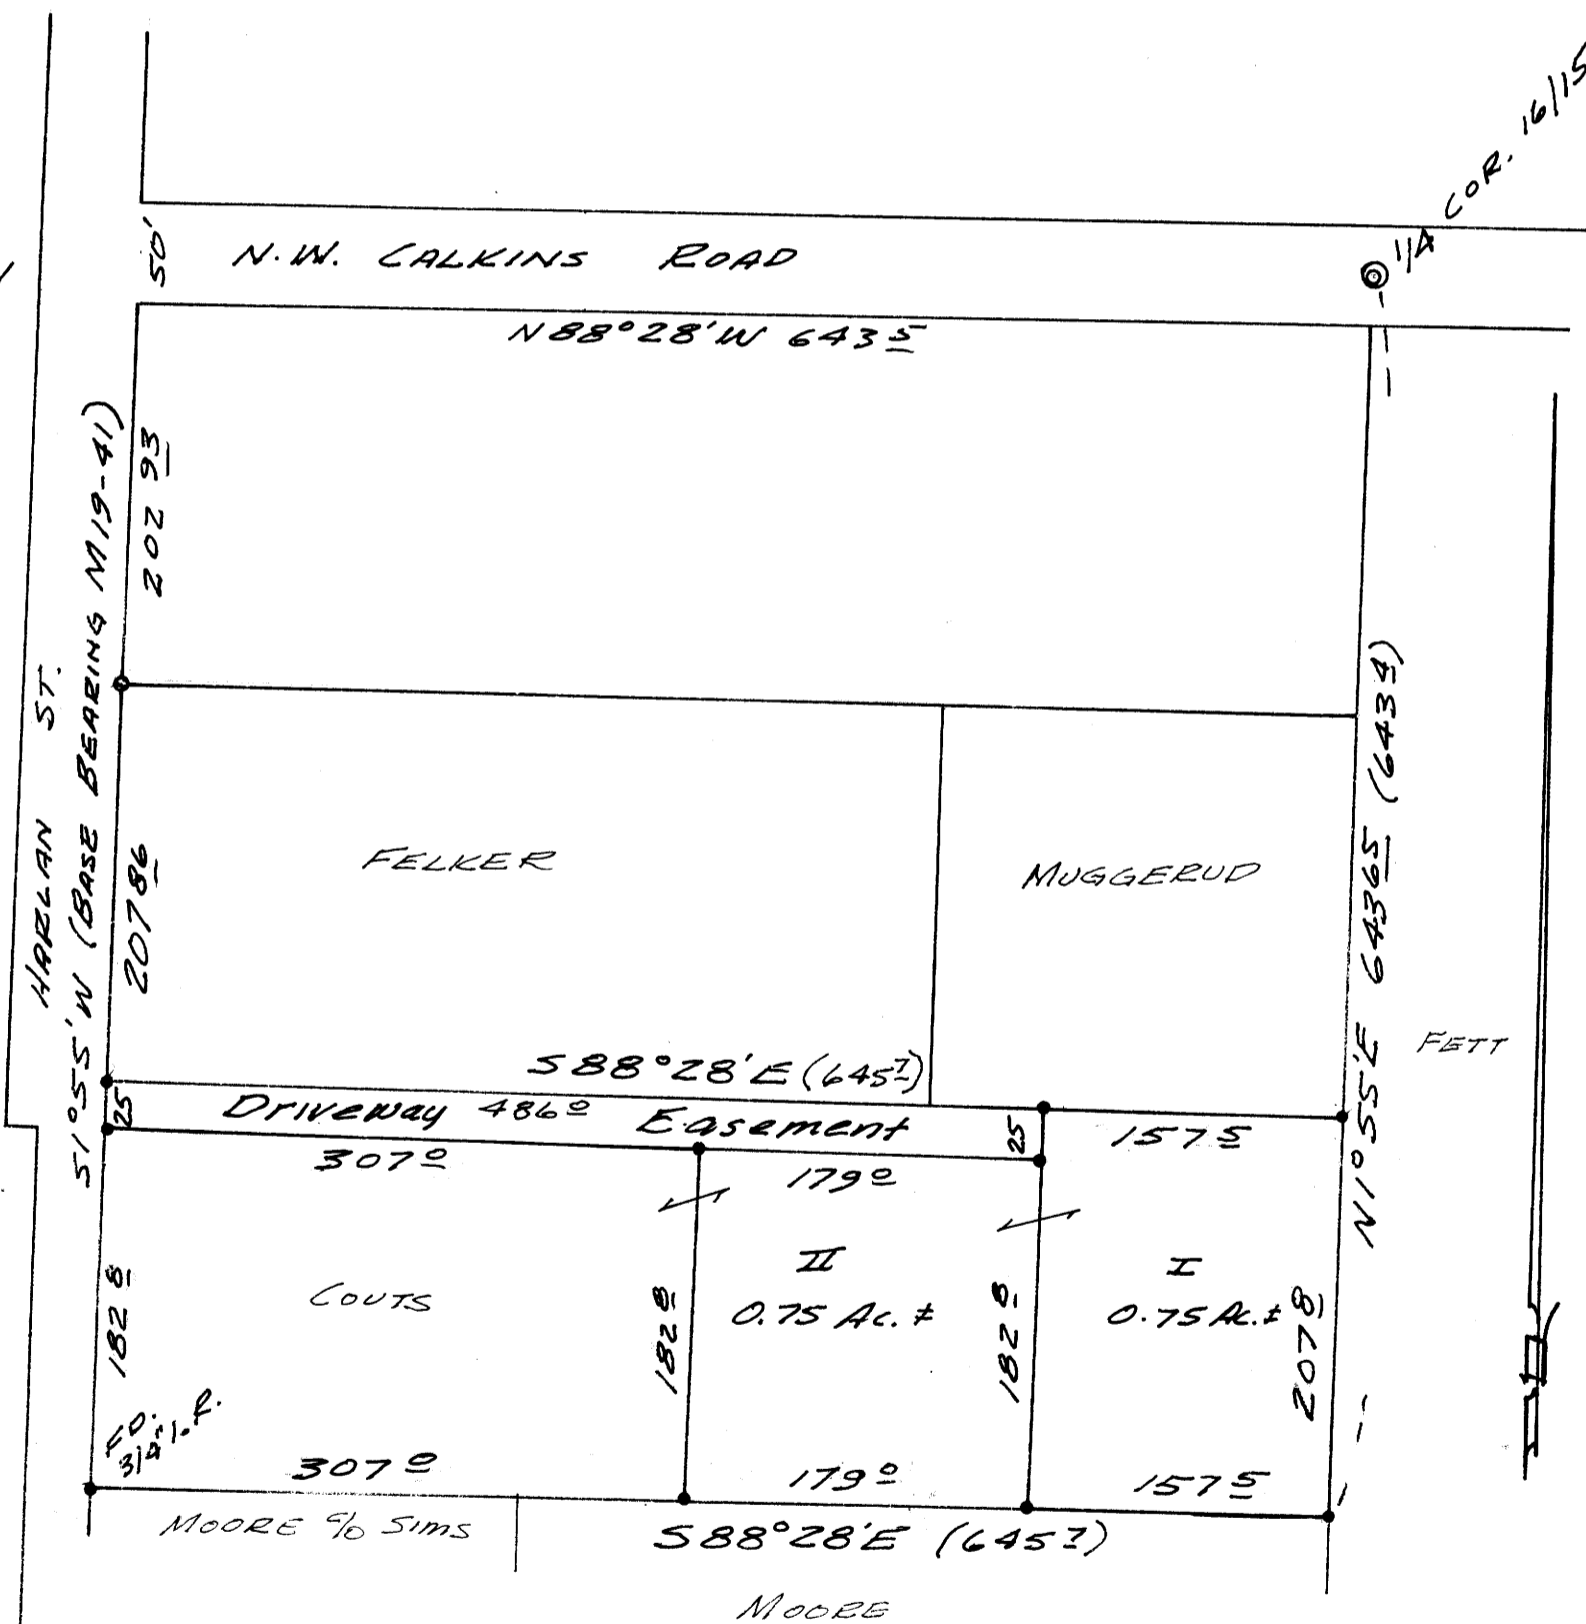 COR. 16/15
1/4
50'
N.W. CALKINS ROAD
N88°28'W 643 5
202 93
HARLAN ST.
S1°55'W (BASE BEARING M19-41)
207 86
FELKER
MUGGERUD
N1°55'E 643 65 (643 4)
FETT
S88°28'E (645 7)
25
Driveway 486 0 Easement
25
157 5
307 0
179 0
182 8
COUTS
182 8
II
0.75 Ac. ±
182 8
I
0.75 Ac. ±
207 8
FD.
3/4" I.P.
307 0
179 0
157 5
MOORE c/o SIMS
S88°28'E (645 7)
MOORE